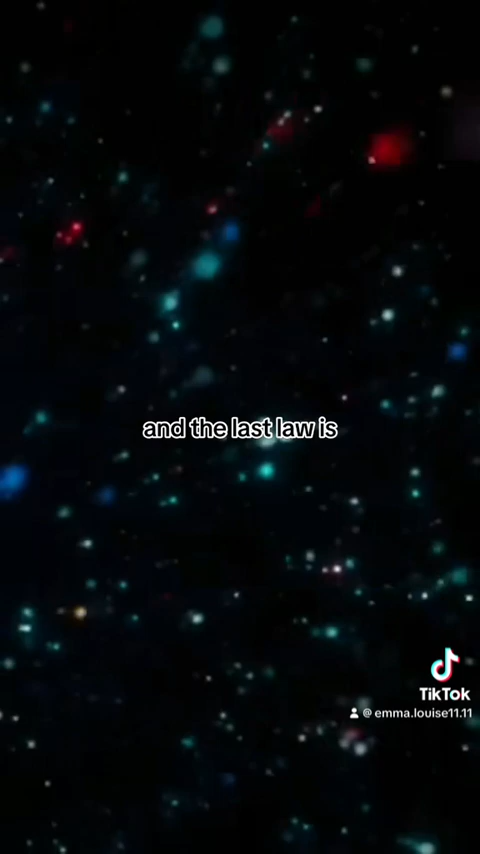 and the last law is
TikTok
@ emma.louise11.11